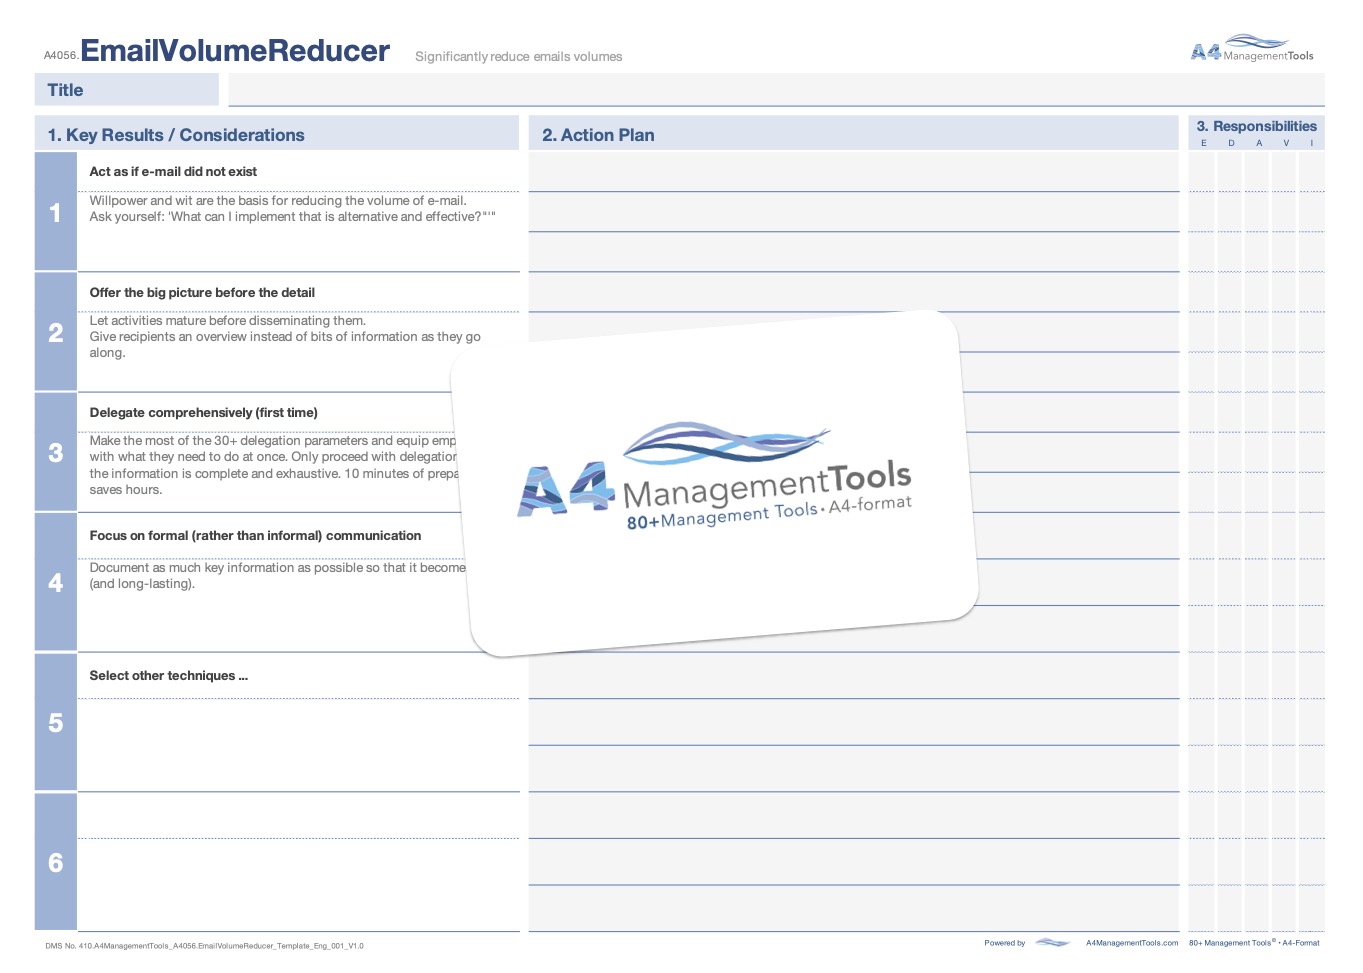 A4056.EmailVolumeReducer Significantly reduce emails volumes
A4 ManagementTools
Title
1. Key Results / Considerations
2. Action Plan
3. Responsibilities
E D A V I
1
Act as if e-mail did not exist
Willpower and wit are the basis for reducing the volume of e-mail.
Ask yourself: 'What can I implement that is alternative and effective?"'"
2
Offer the big picture before the detail
Let activities mature before disseminating them.
Give recipients an overview instead of bits of information as they go
along.
3
Delegate comprehensively (first time)
Make the most of the 30+ delegation parameters and equip
with what they need to do at once. Only proceed with delegation
the information is complete and exhaustive. 10 minutes of
saves hours.
4
Focus on formal (rather than informal) communication
Document as much key information as possible so that it become
(and long-lasting).
5
Select other techniques ...
6
A4 ManagementTools
80+Management Tools • A4-format
DMS No. 410.A4ManagementTools_A4056.EmailVolumeReducer_Template_Eng_001_V1.0
Powered by A4ManagementTools.com 80+ Management Tools® • A4-Format